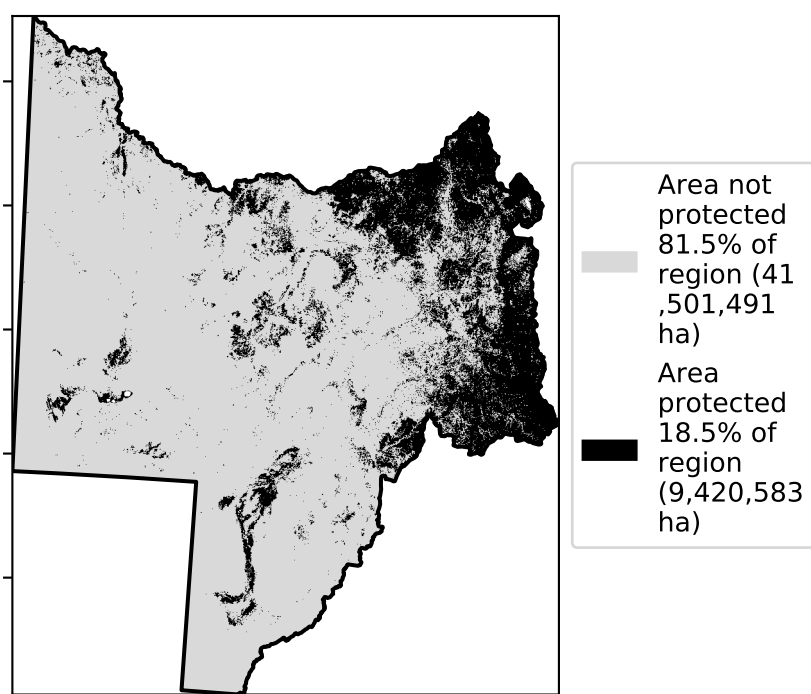 Area not
protected
81.5% of
region (41
,501,491
ha)
Area
protected
18.5% of
region
(9,420,583
ha)